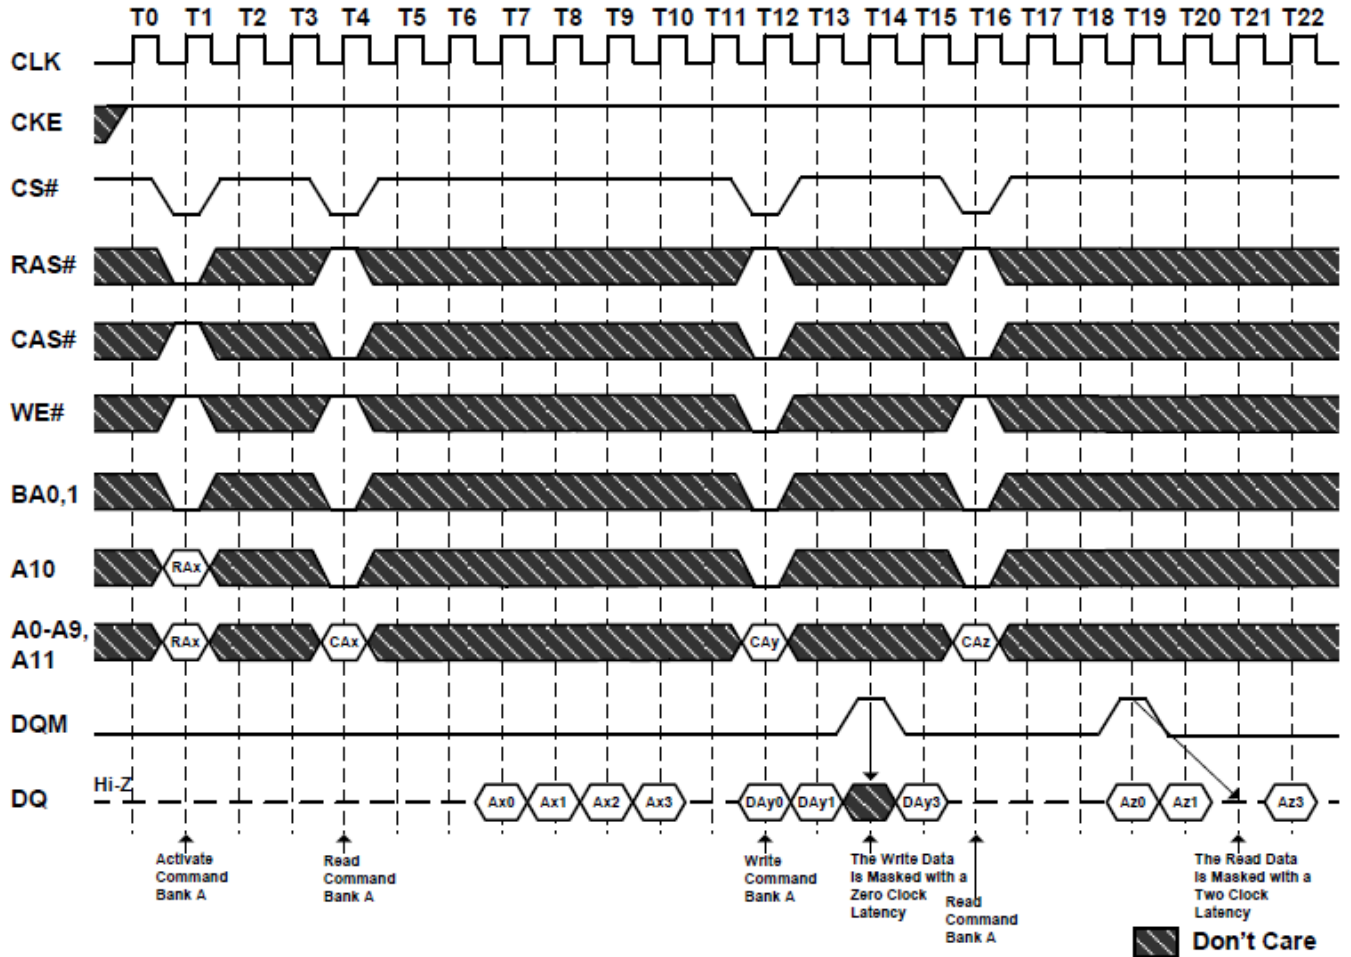 T0 T1 T2 T3 T4 T5 T6 T7 T8 T9 T10 T11 T12 T13 T14 T15 T16 T17 T18 T19 T20 T21 T22
CLK
CKE
CS#
RAS#
CAS#
WE#
BA0,1
A10 RAx
A0-A9,
A11
RAx CAx CAy CAz
DQM
DQ
Hi-Z
Ax0 Ax1 Ax2 Ax3 DAy0 DAy1 DAy3 Az0 Az1 Az3
Activate
Command
Bank A
Read
Command
Bank A
Write
Command
Bank A
The Write Data
is Masked with a
Zero Clock
Latency
Read
Command
Bank A
The Read Data
is Masked with a
Two Clock
Latency
Don't Care